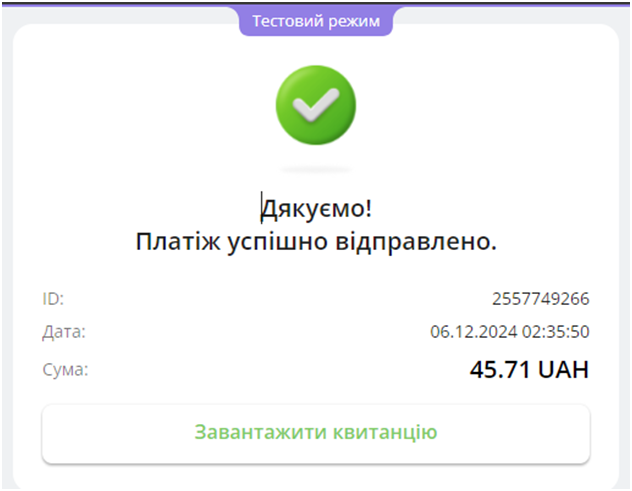 Тестовий режим
Дякуємо!
Платіж успішно відправлено.
ID: 2557749266
Дата: 06.12.2024 02:35:50
Сума: 45.71 UAH
Завантажити квитанцію